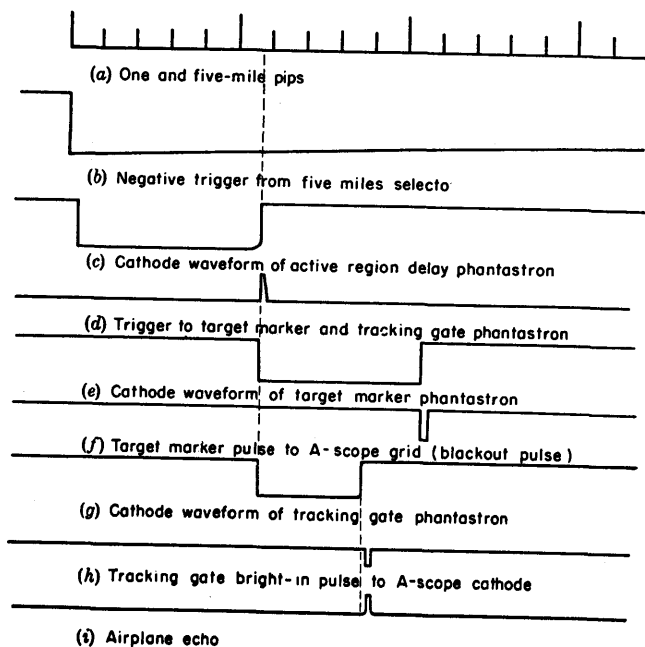 (a) One and five-mile pips
(b) Negative trigger from five miles selecto
(c) Cathode waveform of active region delay phantastron
(d) Trigger to target marker and tracking gate phantastron
(e) Cathode waveform of target marker phantastron
(f) Target marker pulse to A-scope grid (blackout pulse)
(g) Cathode waveform of tracking gate phantastron
(h) Tracking gate bright-in pulse to A-scope cathode
(i) Airplane echo